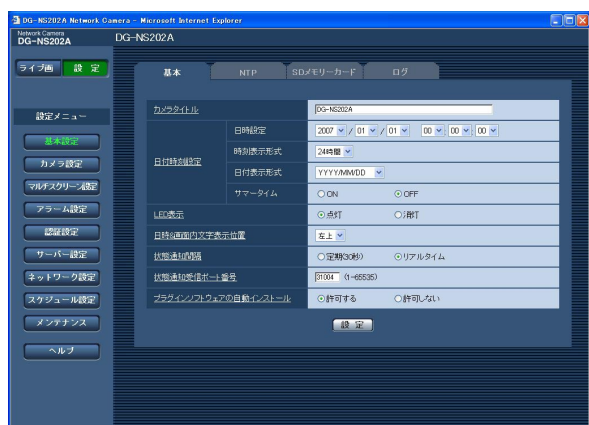 DG-NS202A Network Camera - Microsoft Internet Explorer
Network Camera
DG-NS202A
DG-NS202A
ライブ画 設 定
基本 NTP SDメモリーカード ログ
設定メニュー
基本設定
カメラ設定
マルチスクリーン設定
アラーム設定
認証設定
サーバー設定
ネットワーク設定
スケジュール設定
メンテナンス
ヘルプ
カメラタイトル DG-NS202A
日付時刻設定
日時設定 2007 / 01 / 01 00 : 00 : 00
時刻表示形式 24時間
日付表示形式 YYYY/MM/DD
サマータイム ON OFF
LED表示 点灯 消灯
日時&画面内文字表示位置 左上
状態通知間隔 定期(30秒) リアルタイム
状態通知受信ポート番号 31004 (1-65535)
プラグインソフトウェアの自動インストール 許可する 許可しない
設 定